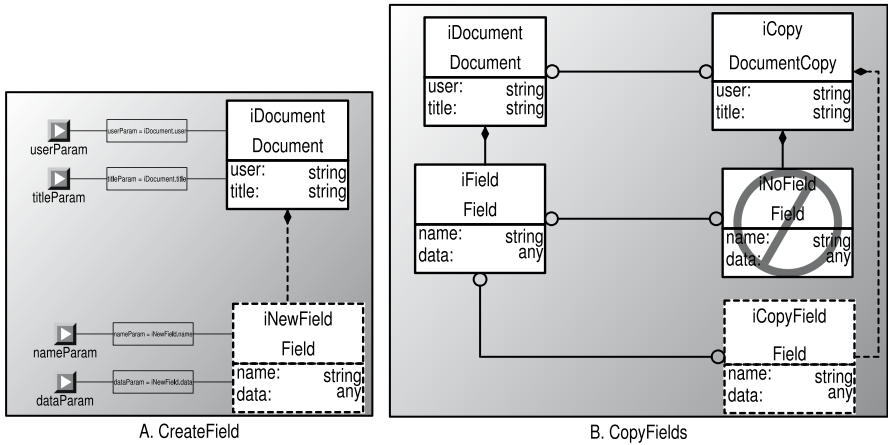 iDocument
Document
user: string
title: string
userParam
userParam = iDocument.user
titleParam
titleParam = iDocument.title
iNewField
Field
name: string
data: any
nameParam
nameParam = iNewField.name
dataParam
dataParam = iNewField.data
A. CreateField
iDocument
Document
user: string
title: string
iCopy
DocumentCopy
user: string
title: string
iField
Field
name: string
data: any
iNoField
Field
name: string
data: any
iCopyField
Field
name: string
data: any
B. CopyFields